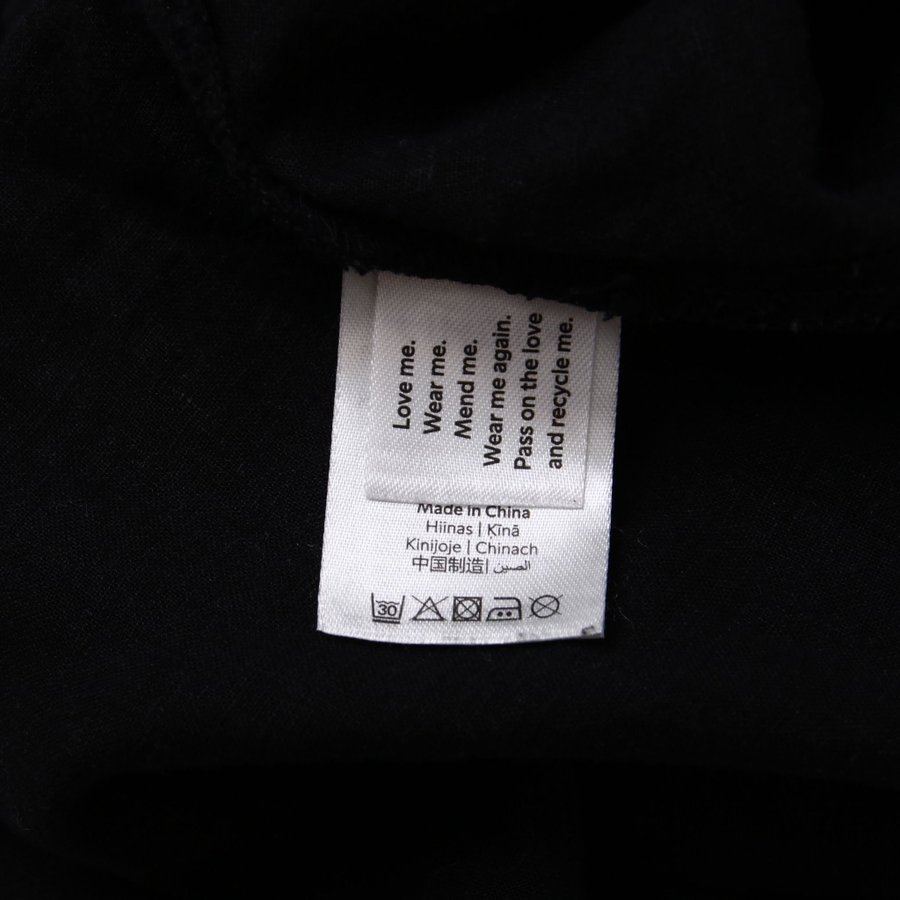 Love me.
Wear me.
Mend me.
Wear me again.
Pass on the love
and recycle me.
Made in China
Hiinas | Ķīnā
Kinijoje | Chinach
中国制造| الصين
30